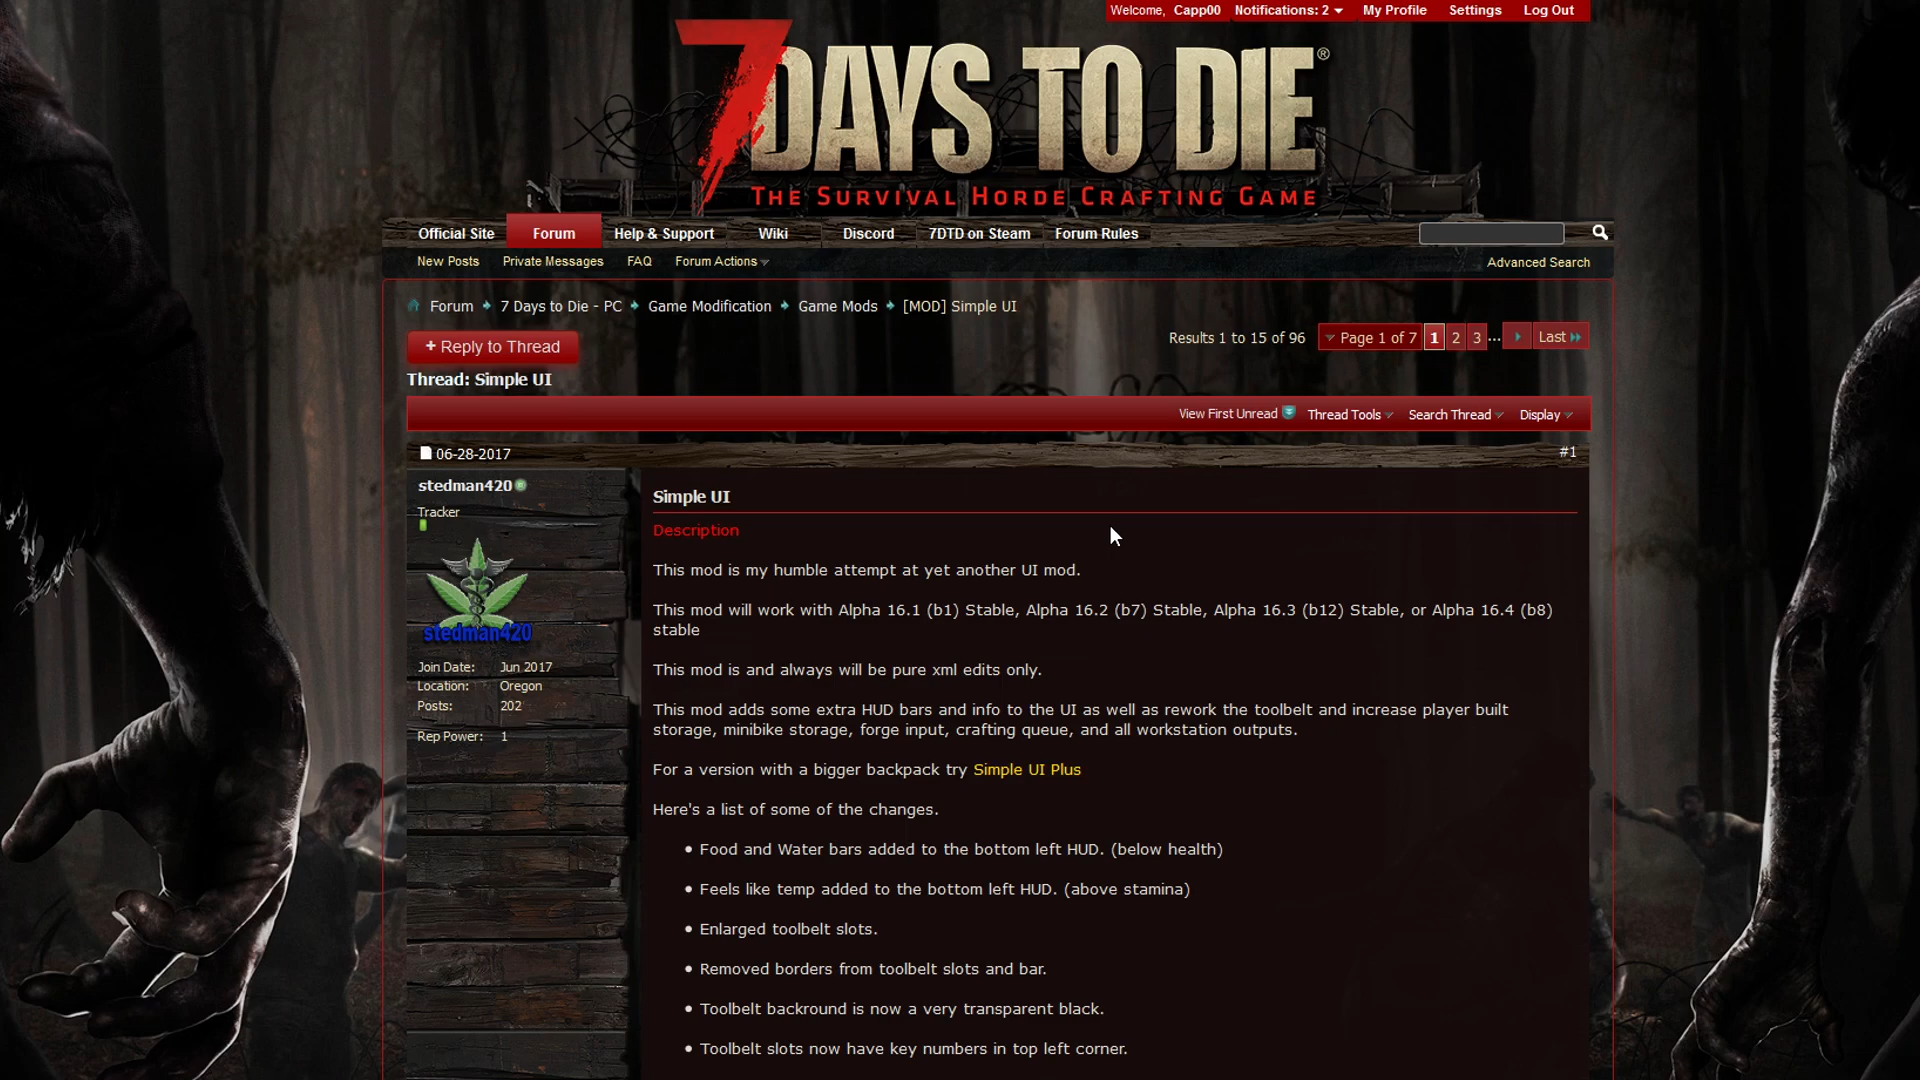 Welcome, Capp00 Notifications: 2 My Profile Settings Log Out
7 DAYS TO DIE®
THE SURVIVAL HORDE CRAFTING GAME
Official Site Forum Help & Support Wiki Discord 7DTD on Steam Forum Rules
New Posts Private Messages FAQ Forum Actions Advanced Search
Forum 7 Days to Die - PC Game Modification Game Mods [MOD] Simple UI
+ Reply to Thread
Results 1 to 15 of 96 Page 1 of 7 1 2 3 ... Last
Thread: Simple UI
View First Unread Thread Tools Search Thread Display
06-28-2017 #1
stedman420
Tracker
stedman420
Join Date: Jun 2017
Location: Oregon
Posts: 202
Rep Power: 1
Simple UI
Description
This mod is my humble attempt at yet another UI mod.
This mod will work with Alpha 16.1 (b1) Stable, Alpha 16.2 (b7) Stable, Alpha 16.3 (b12) Stable, or Alpha 16.4 (b8)
stable
This mod is and always will be pure xml edits only.
This mod adds some extra HUD bars and info to the UI as well as rework the toolbelt and increase player built
storage, minibike storage, forge input, crafting queue, and all workstation outputs.
For a version with a bigger backpack try Simple UI Plus
Here's a list of some of the changes.
• Food and Water bars added to the bottom left HUD. (below health)
• Feels like temp added to the bottom left HUD. (above stamina)
• Enlarged toolbelt slots.
• Removed borders from toolbelt slots and bar.
• Toolbelt backround is now a very transparent black.
• Toolbelt slots now have key numbers in top left corner.